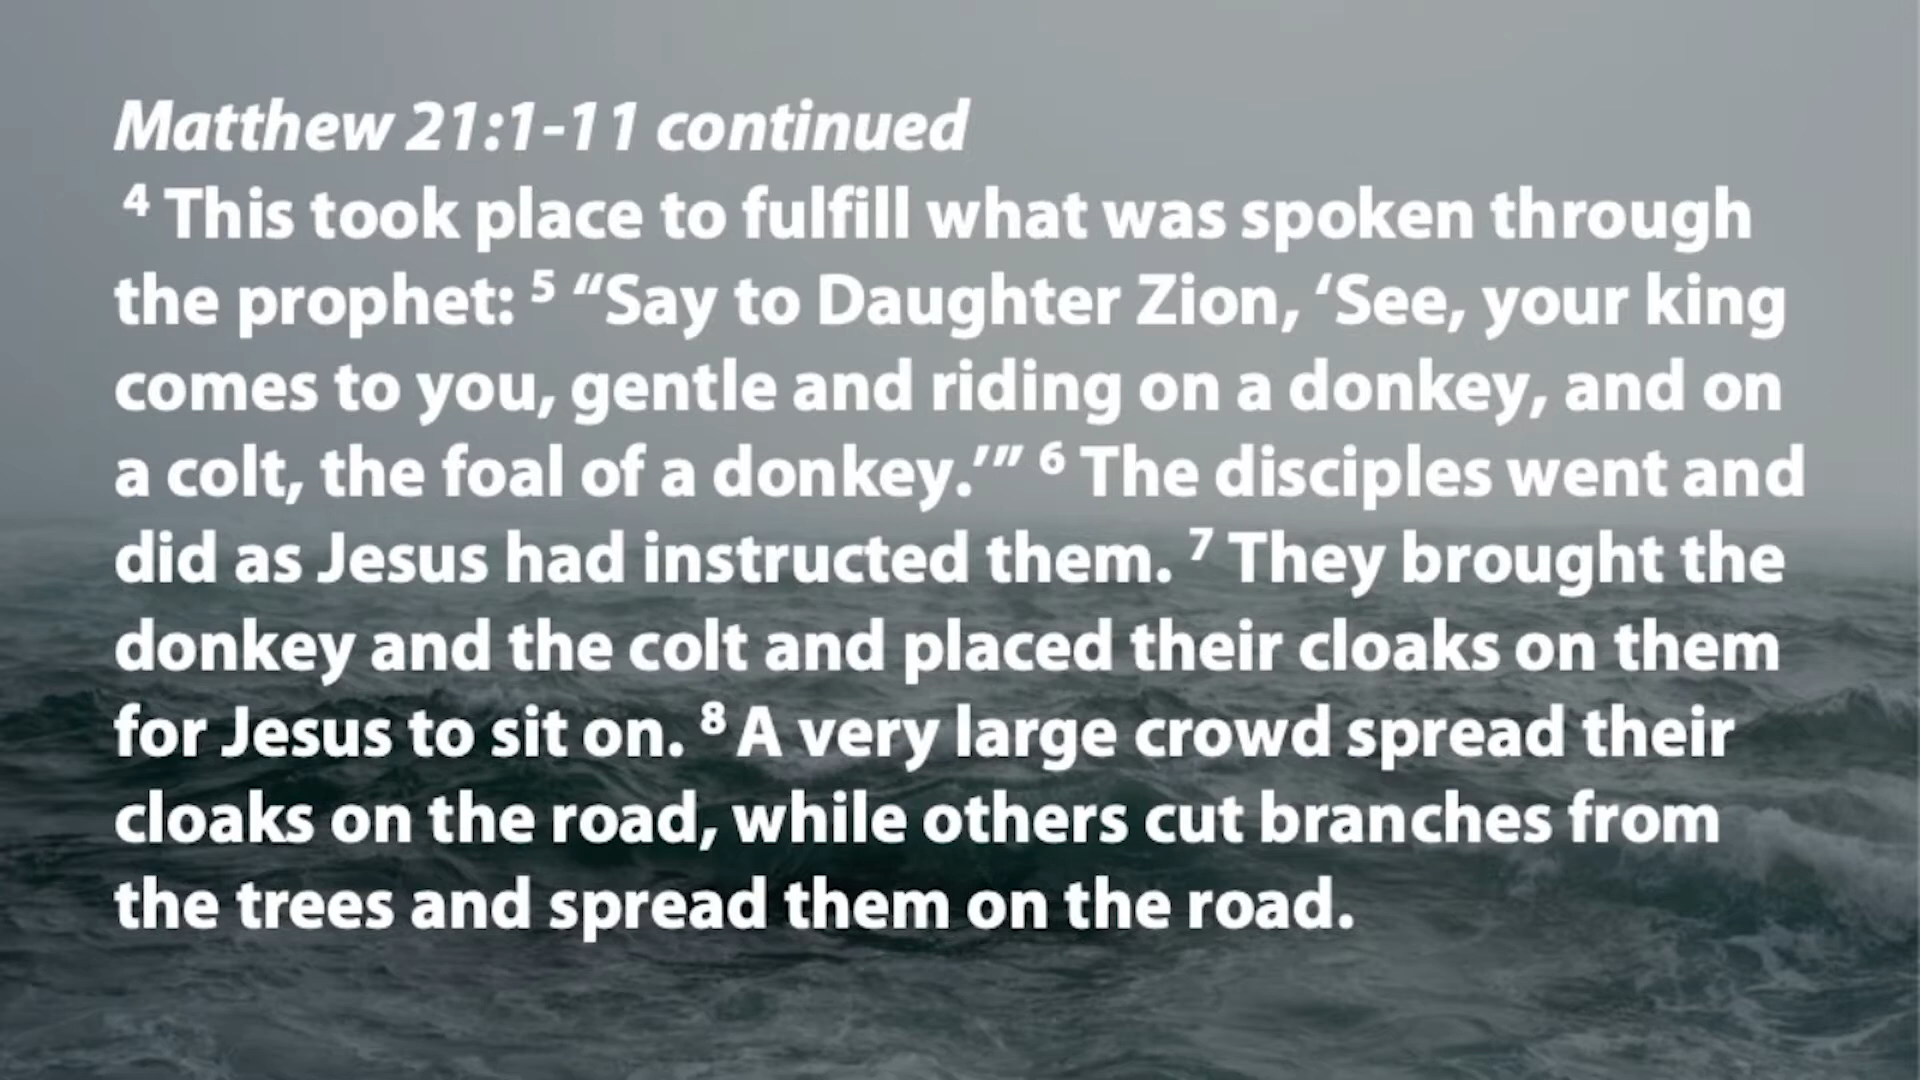 Matthew 21:1-11 continued
⁴ This took place to fulfill what was spoken through
the prophet: ⁵ “Say to Daughter Zion, ‘See, your king
comes to you, gentle and riding on a donkey, and on
a colt, the foal of a donkey.’” ⁶ The disciples went and
did as Jesus had instructed them. ⁷ They brought the
donkey and the colt and placed their cloaks on them
for Jesus to sit on. ⁸ A very large crowd spread their
cloaks on the road, while others cut branches from
the trees and spread them on the road.